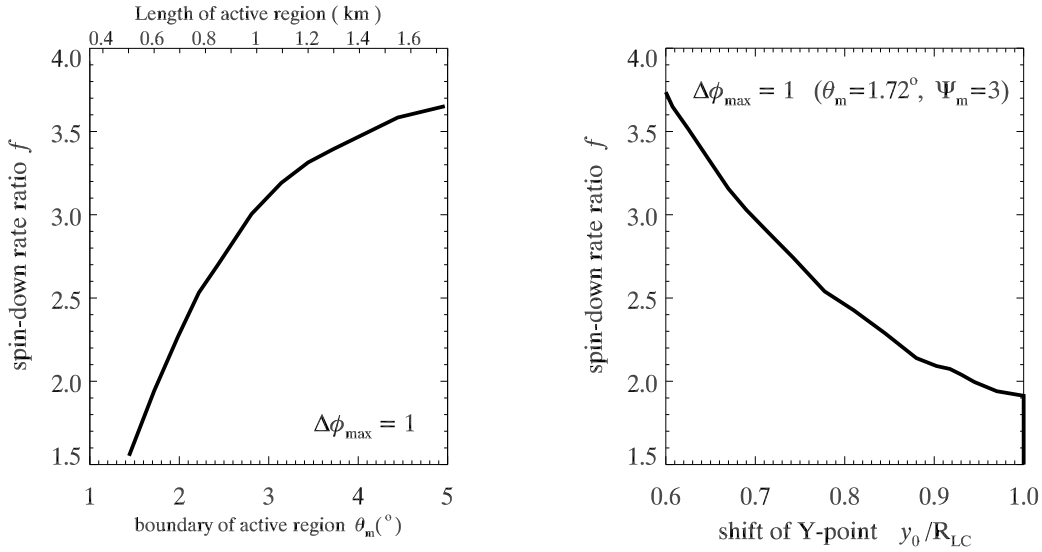 Length of active region ( km )
0.4 0.6 0.8 1 1.2 1.4 1.6
4.0
3.5
3.0
2.5
2.0
1.5
spin-down rate ratio f
Δϕmax = 1
1 2 3 4 5
boundary of active region θm(°)
4.0
3.5
3.0
2.5
2.0
1.5
spin-down rate ratio f
Δϕmax = 1 (θm=1.72°, Ψm=3)
0.6 0.7 0.8 0.9 1.0
shift of Y-point y0/RLC